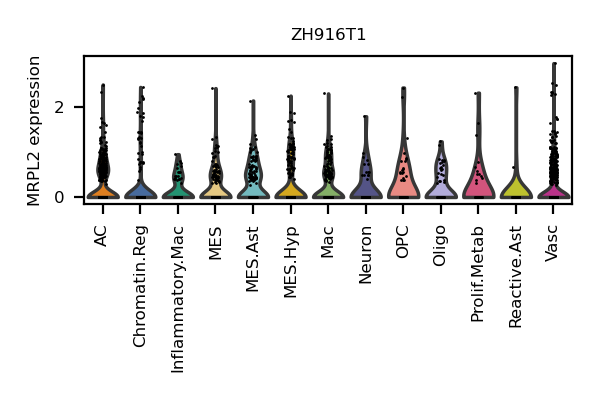 ZH916T1
MRPL2 expression
2
0
AC
Chromatin.Reg
Inflammatory.Mac
MES
MES.Ast
MES.Hyp
Mac
Neuron
OPC
Oligo
Prolif.Metab
Reactive.Ast
Vasc